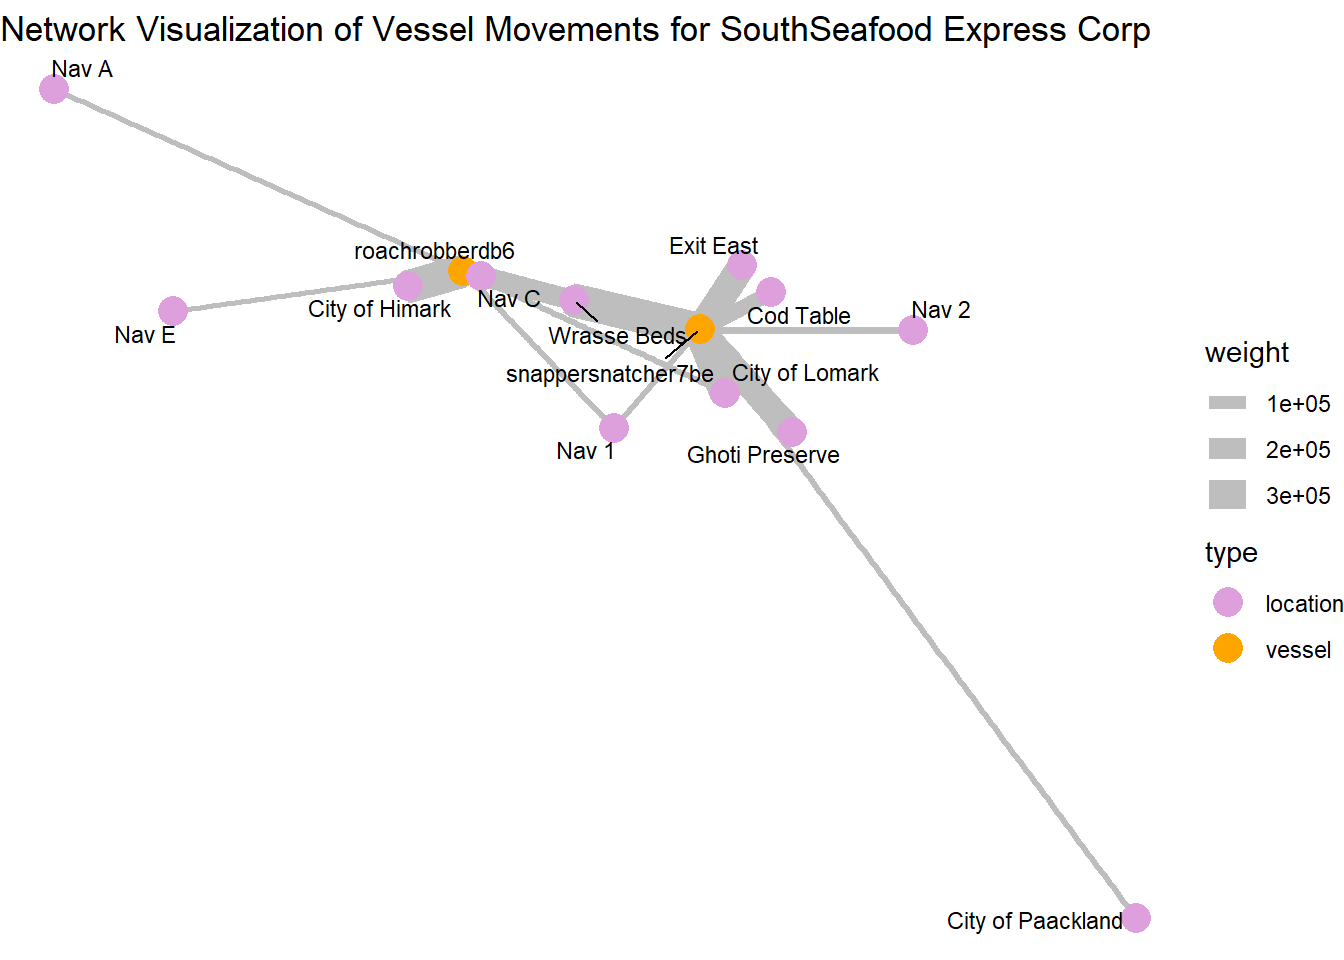 Network Visualization of Vessel Movements for SouthSeafood Express Corp
Nav A
roachrobberdb6
Exit East
City of Himark
Nav C
Nav E
Cod Table
Nav 2
Wrasse Beds
snappersnatcher7be
City of Lomark
Nav 1
Ghoti Preserve
City of Paackland
weight
1e+05
2e+05
3e+05
type
location
vessel